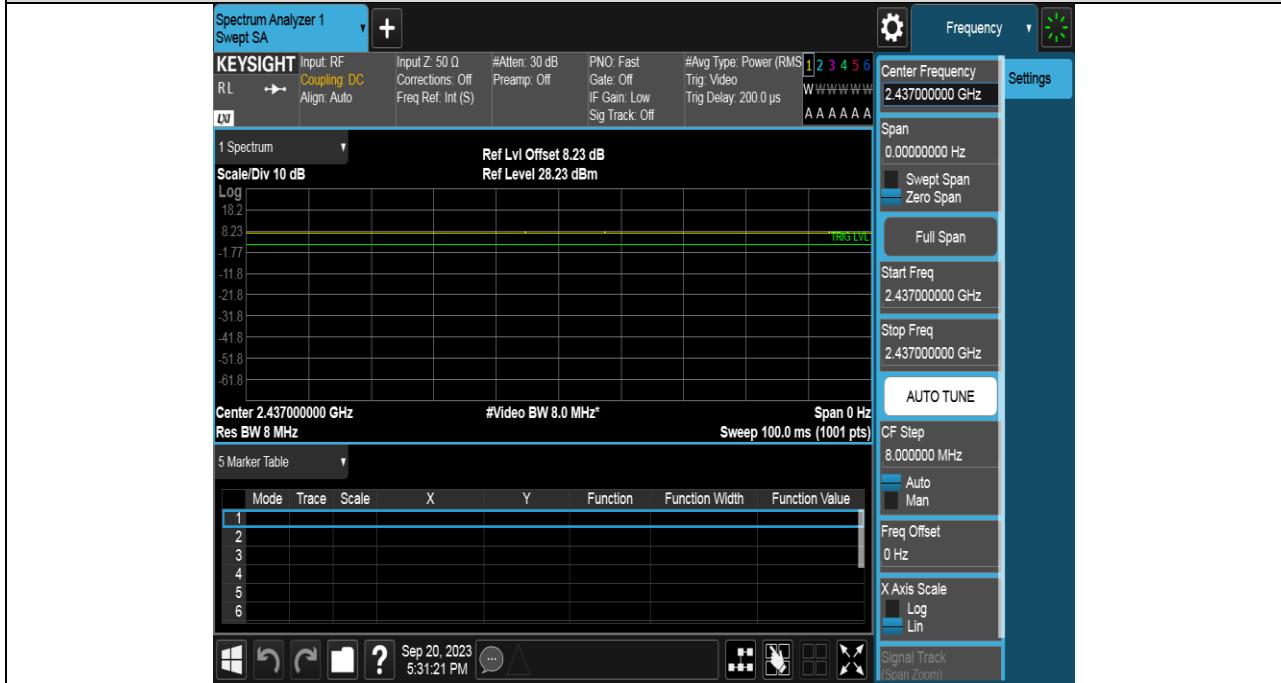 Spectrum Analyzer 1
Swept SA
+
Frequency
KEYSIGHT
RL
LXI
Input: RF
Coupling: DC
Align: Auto
Input Z: 50 Ω
Corrections: Off
Freq Ref: Int (S)
#Atten: 30 dB
Preamp: Off
PNO: Fast
Gate: Off
IF Gain: Low
Sig Track: Off
#Avg Type: Power (RMS
Trig: Video
Trig Delay: 200.0 µs
1 2 3 4 5 6
W W W W W W
A A A A A A
Center Frequency
2.437000000 GHz
Settings
Span
0.00000000 Hz
Swept Span
Zero Span
Full Span
Start Freq
2.437000000 GHz
Stop Freq
2.437000000 GHz
AUTO TUNE
CF Step
8.000000 MHz
Auto
Man
Freq Offset
0 Hz
X Axis Scale
Log
Lin
Signal Track
(Span Zoom)
1 Spectrum
Scale/Div 10 dB
Ref Lvl Offset 8.23 dB
Ref Level 28.23 dBm
Log
18.2
8.23
-1.77
-11.8
-21.8
-31.8
-41.8
-51.8
-61.8
TRIG LVL
Center 2.437000000 GHz
#Video BW 8.0 MHz*
Span 0 Hz
Res BW 8 MHz
Sweep 100.0 ms (1001 pts)
5 Marker Table
Mode Trace Scale X Y Function Function Width Function Value
1
2
3
4
5
6
?
Sep 20, 2023
5:31:21 PM